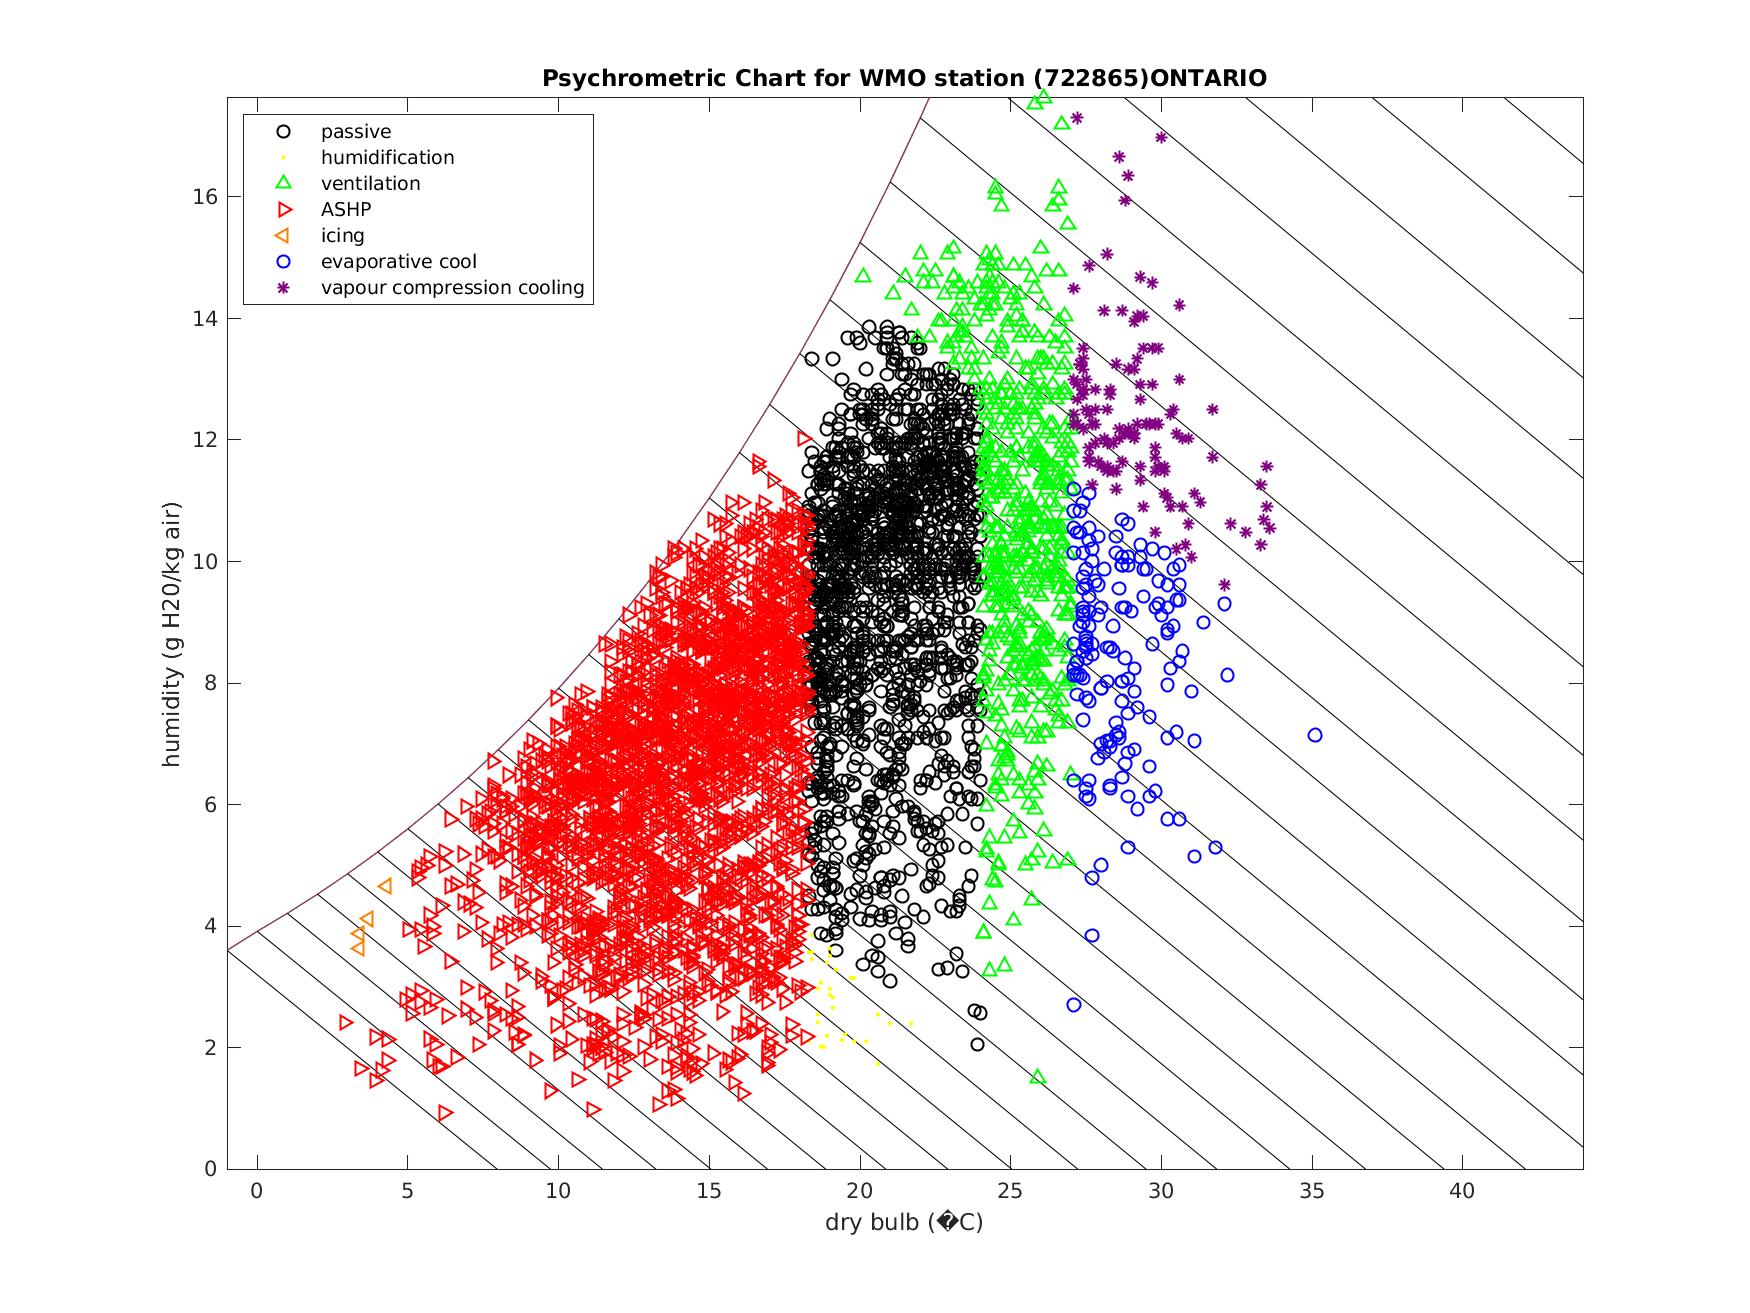 Psychrometric Chart for WMO station (722865)ONTARIO
passive
humidification
ventilation
ASHP
icing
evaporative cool
vapour compression cooling
humidity (g H20/kg air)
16
14
12
10
8
6
4
2
0
0 5 10 15 20 25 30 35 40
dry bulb (�C)